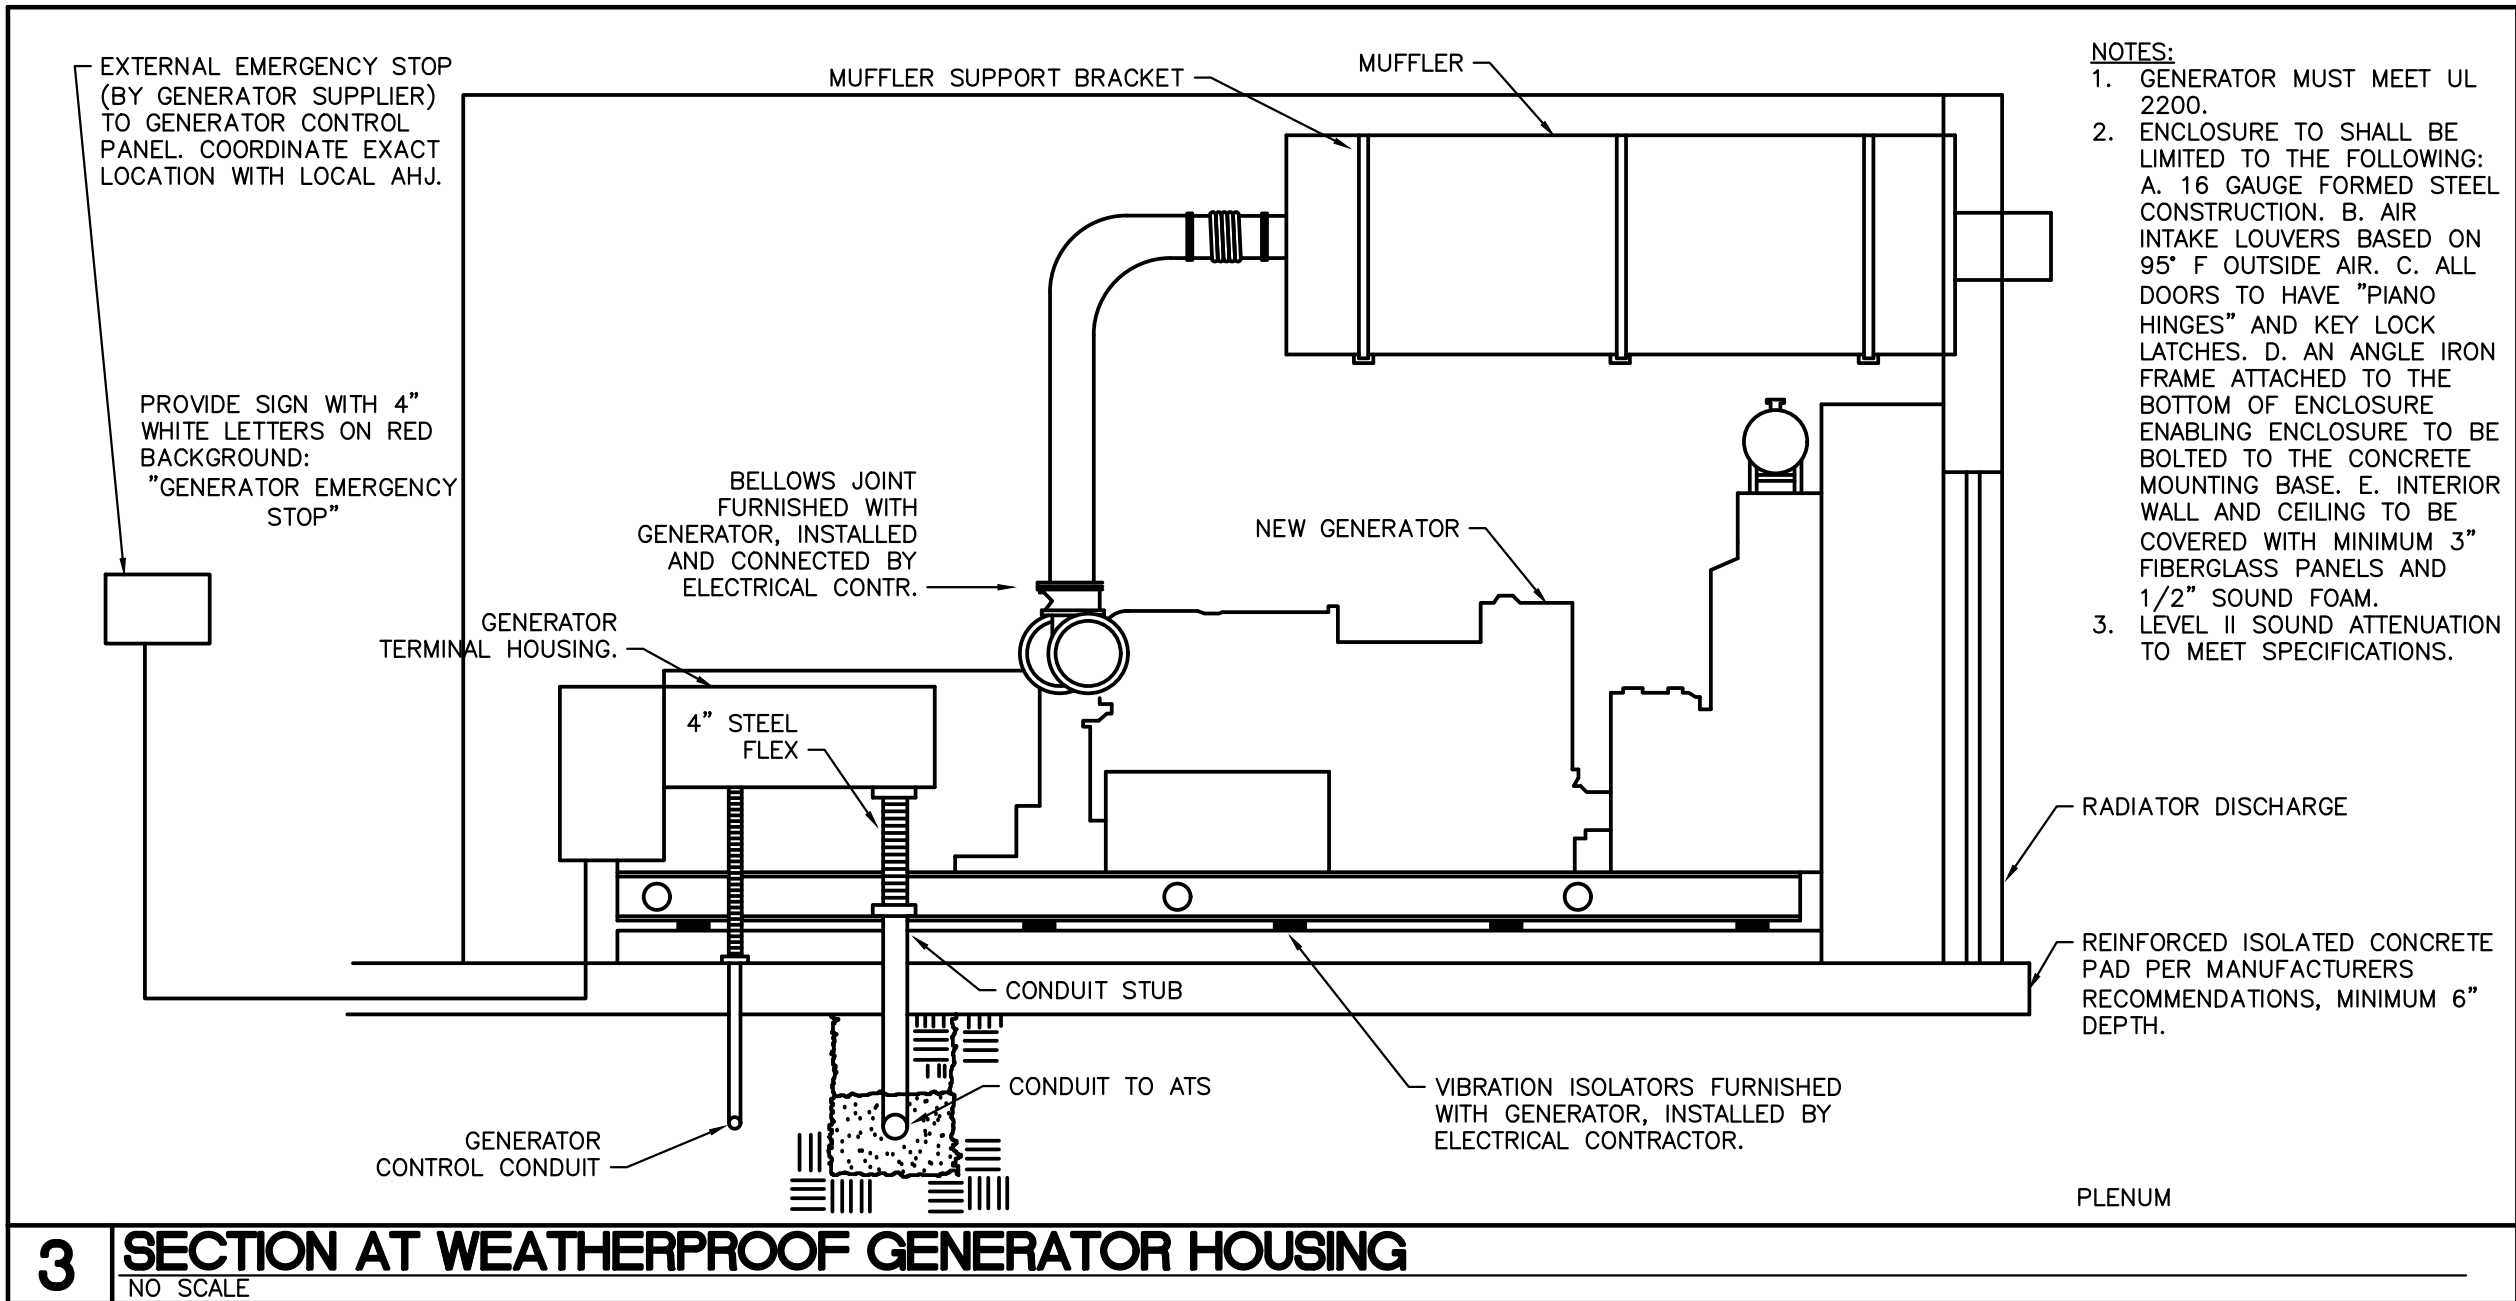 EXTERNAL EMERGENCY STOP
(BY GENERATOR SUPPLIER)
TO GENERATOR CONTROL
PANEL. COORDINATE EXACT
LOCATION WITH LOCAL AHJ.
MUFFLER SUPPORT BRACKET
MUFFLER
PROVIDE SIGN WITH 4"
WHITE LETTERS ON RED
BACKGROUND:
"GENERATOR EMERGENCY
STOP"
BELLOWS JOINT
FURNISHED WITH
GENERATOR, INSTALLED
AND CONNECTED BY
ELECTRICAL CONTR.
NEW GENERATOR
GENERATOR
TERMINAL HOUSING.
4" STEEL
FLEX
CONDUIT STUB
CONDUIT TO ATS
GENERATOR
CONTROL CONDUIT
VIBRATION ISOLATORS FURNISHED
WITH GENERATOR, INSTALLED BY
ELECTRICAL CONTRACTOR.
NOTES:
1. GENERATOR MUST MEET UL
2200.
2. ENCLOSURE TO SHALL BE
LIMITED TO THE FOLLOWING:
A. 16 GAUGE FORMED STEEL
CONSTRUCTION. B. AIR
INTAKE LOUVERS BASED ON
95° F OUTSIDE AIR. C. ALL
DOORS TO HAVE "PIANO
HINGES" AND KEY LOCK
LATCHES. D. AN ANGLE IRON
FRAME ATTACHED TO THE
BOTTOM OF ENCLOSURE
ENABLING ENCLOSURE TO BE
BOLTED TO THE CONCRETE
MOUNTING BASE. E. INTERIOR
WALL AND CEILING TO BE
COVERED WITH MINIMUM 3"
FIBERGLASS PANELS AND
1/2" SOUND FOAM.
3. LEVEL II SOUND ATTENUATION
TO MEET SPECIFICATIONS.
RADIATOR DISCHARGE
REINFORCED ISOLATED CONCRETE
PAD PER MANUFACTURERS
RECOMMENDATIONS, MINIMUM 6"
DEPTH.
PLENUM
3 SECTION AT WEATHERPROOF GENERATOR HOUSING
NO SCALE